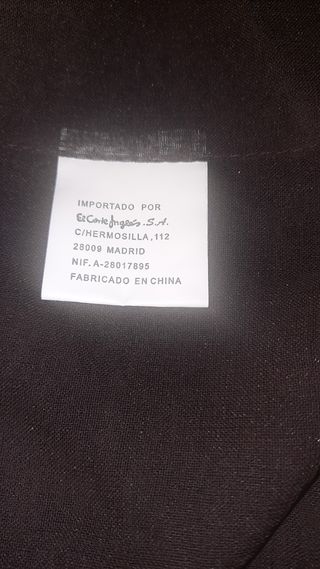 IMPORTADO POR
El Corte Inglés. S.A.
C/HERMOSILLA, 112
28009 MADRID
NIF. A-28017895
FABRICADO EN CHINA